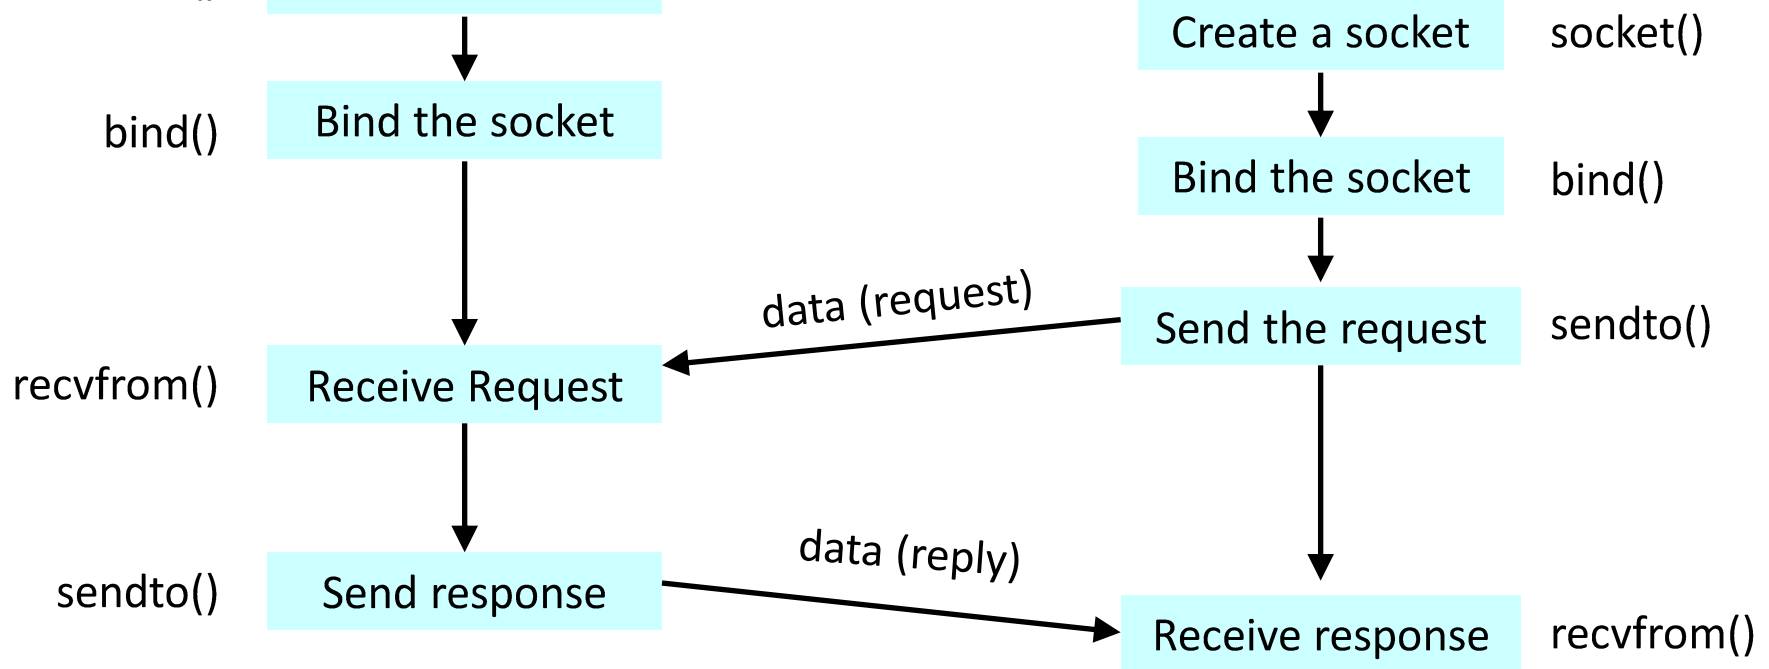 Create a socket
socket()
bind()
Bind the socket
Bind the socket
bind()
data (request)
Send the request
sendto()
recvfrom()
Receive Request
data (reply)
sendto()
Send response
Receive response
recvfrom()